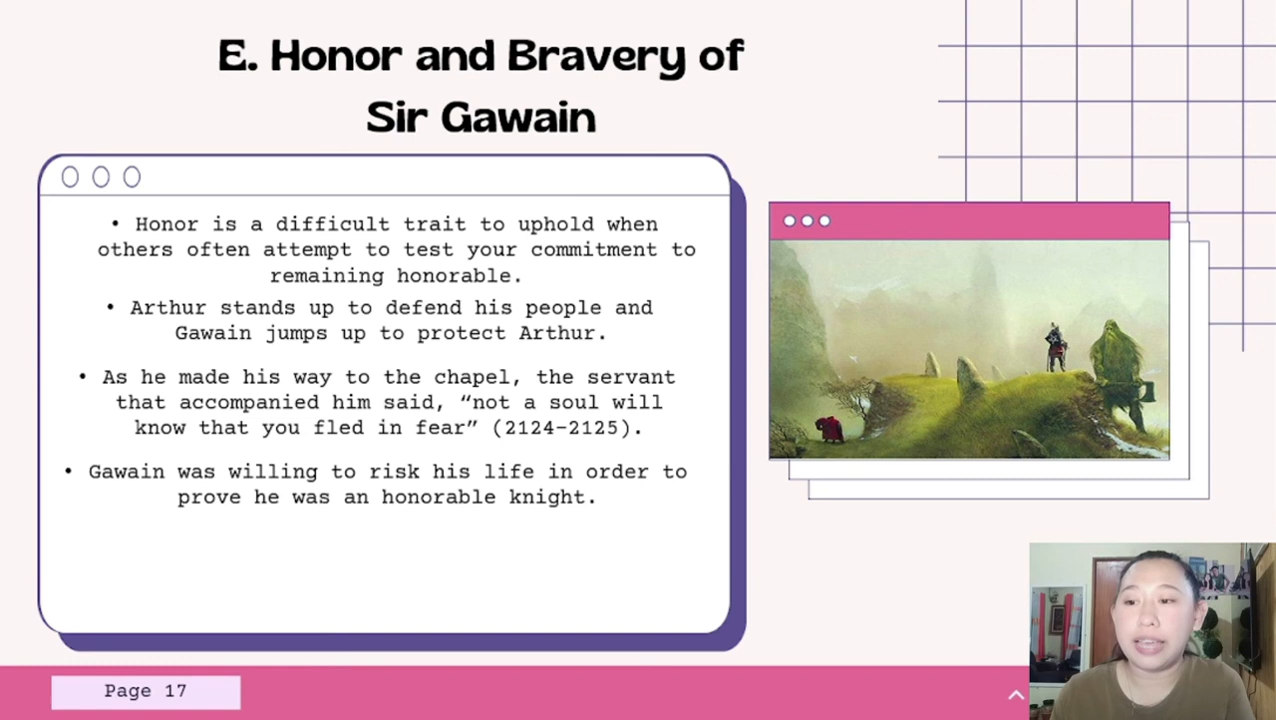 E. Honor and Bravery of
Sir Gawain
• Honor is a difficult trait to uphold when
others often attempt to test your commitment to
remaining honorable.
• Arthur stands up to defend his people and
Gawain jumps up to protect Arthur.
• As he made his way to the chapel, the servant
that accompanied him said, “not a soul will
know that you fled in fear” (2124-2125).
• Gawain was willing to risk his life in order to
prove he was an honorable knight.
Page 17